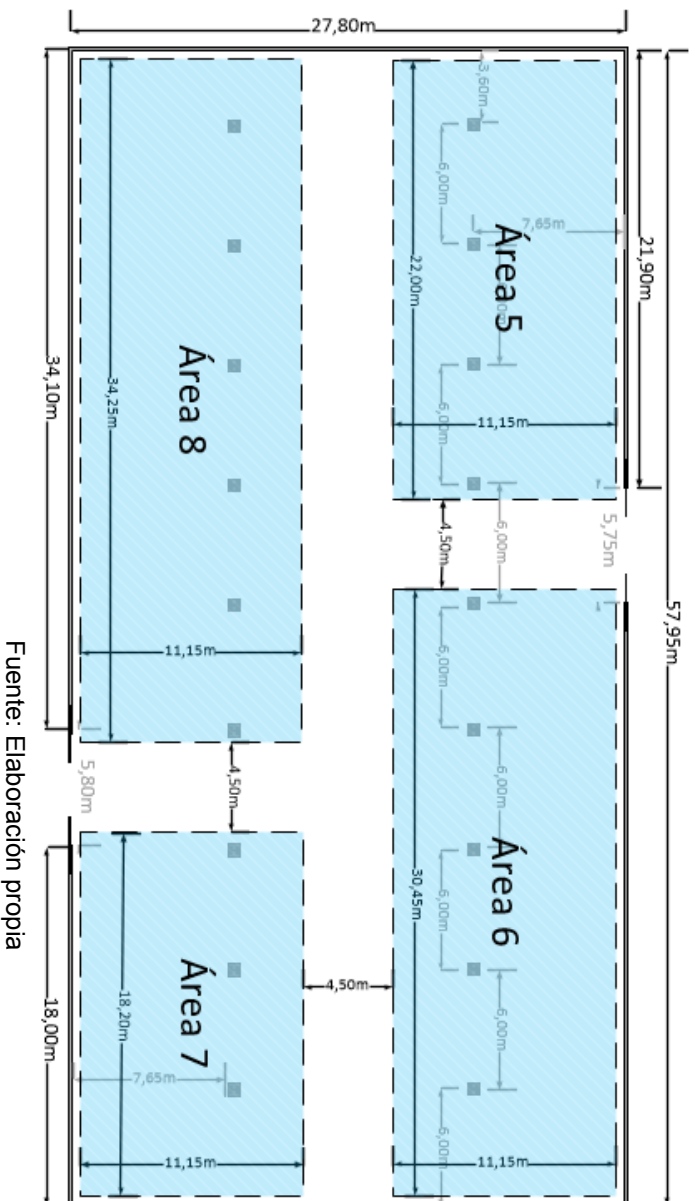 27,80m
3,60m
6,00m
7,65m
21,90m
Área 5
22,00m
34,10m
34,25m
Área 8
6,00m
11,15m
4,50m
6,00m
5,75m
57,95m
11,15m
6,00m
5,80m
4,50m
6,00m
Área 6
30,45m
6,00m
Área 7
4,50m
6,00m
18,00m
18,20m
7,65m
6,00m
11,15m
11,15m
Fuente: Elaboración propia